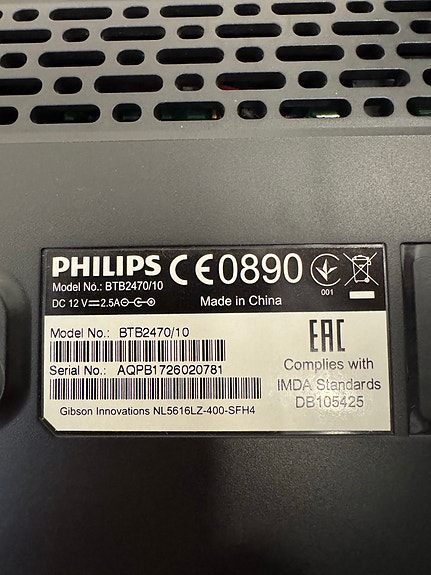 PHILIPS CE0890
001
Model No.: BTB2470/10
DC 12 V 2.5A
Made in China
Model No.: BTB2470/10
Serial No.: AQPB1726020781
Gibson Innovations NL5616LZ-400-SFH4
EAC
Complies with
IMDA Standards
DB105425